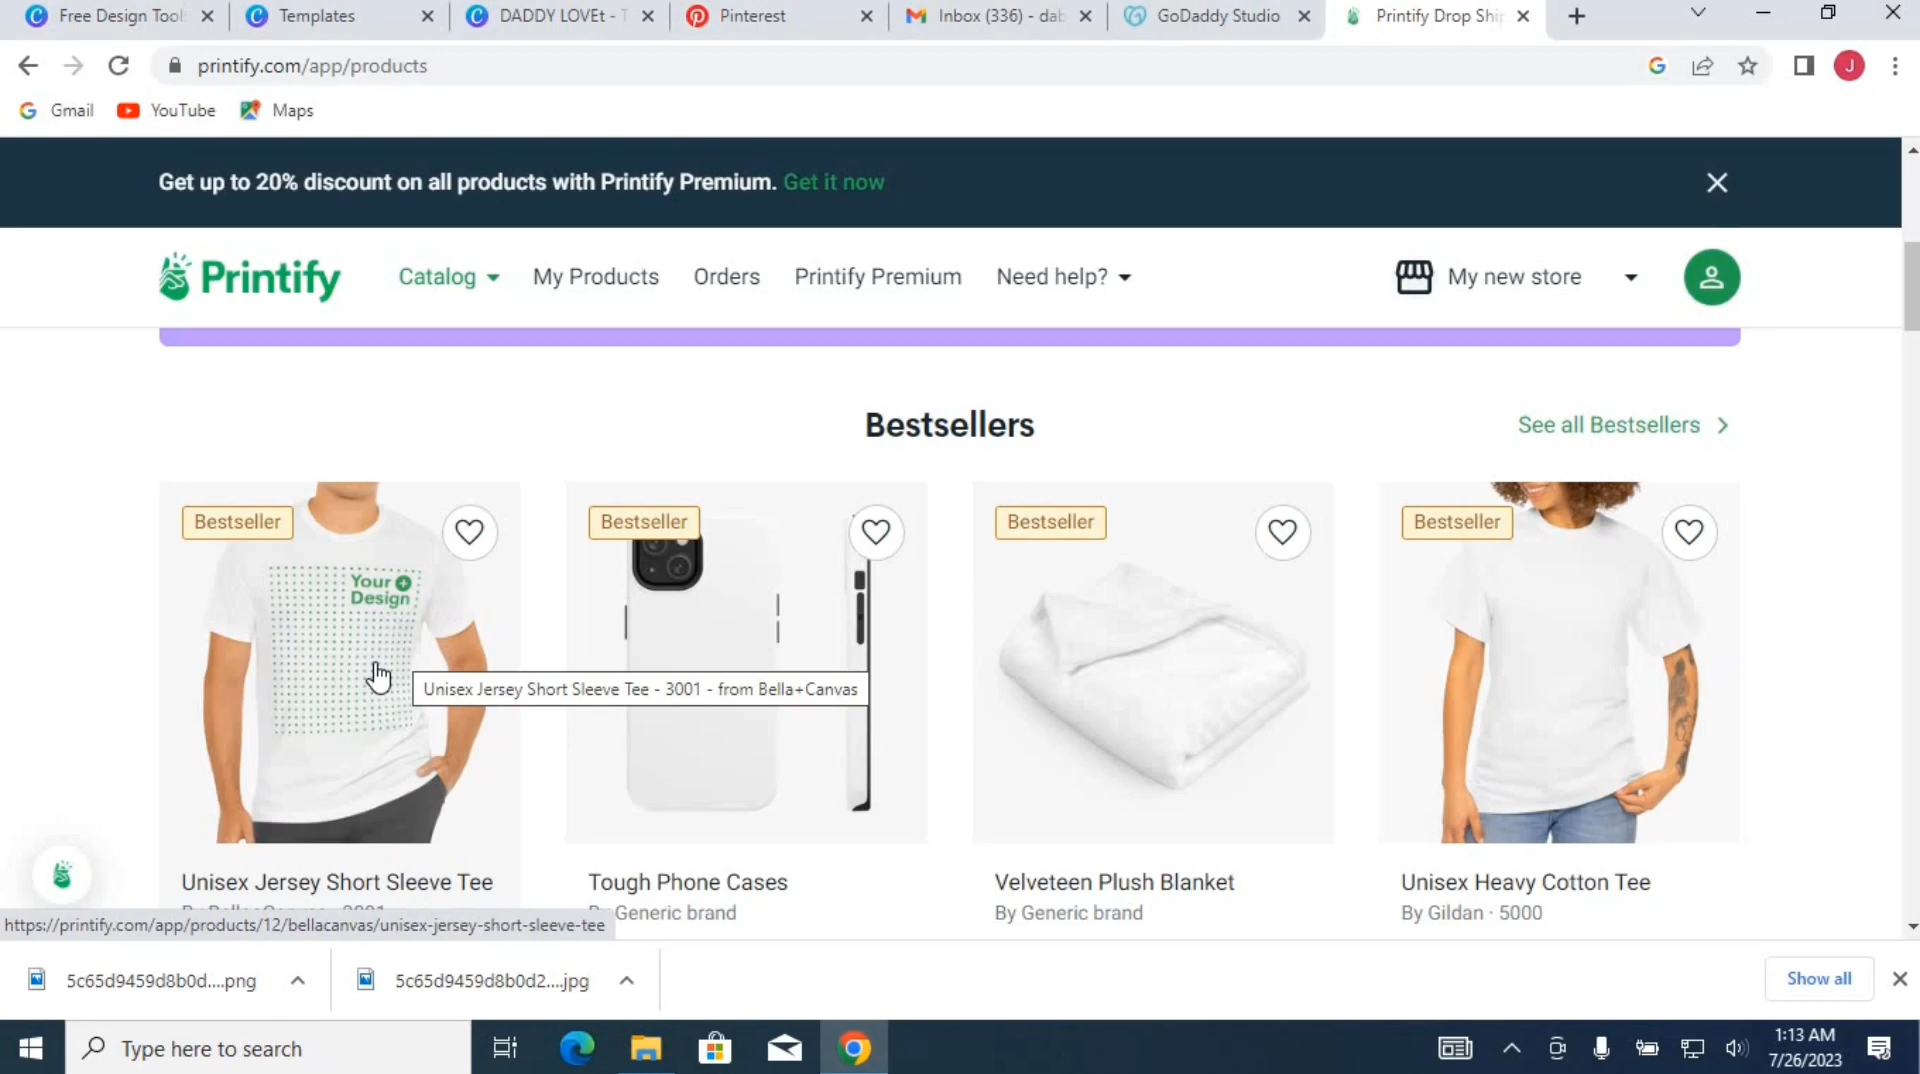 Free Design Tool:
Templates
DADDY LOVEt - T
Pinterest
Inbox (336) - dab
GoDaddy Studio
Printify Drop Ship
printify.com/app/products
J
Gmail
YouTube
Maps
Get up to 20% discount on all products with Printify Premium. Get it now
Printify
Catalog
My Products
Orders
Printify Premium
Need help?
My new store
Bestsellers
See all Bestsellers
Bestseller
Bestseller
Bestseller
Bestseller
Your
Design
Unisex Jersey Short Sleeve Tee - 3001 - from Bella+Canvas
Unisex Jersey Short Sleeve Tee
Tough Phone Cases
Velveteen Plush Blanket
Unisex Heavy Cotton Tee
By Generic brand
By Generic brand
By Gildan · 5000
https://printify.com/app/products/12/bellacanvas/unisex-jersey-short-sleeve-tee
5c65d9459d8b0d....png
5c65d9459d8b0d2....jpg
Show all
Type here to search
1:13 AM
7/26/2023